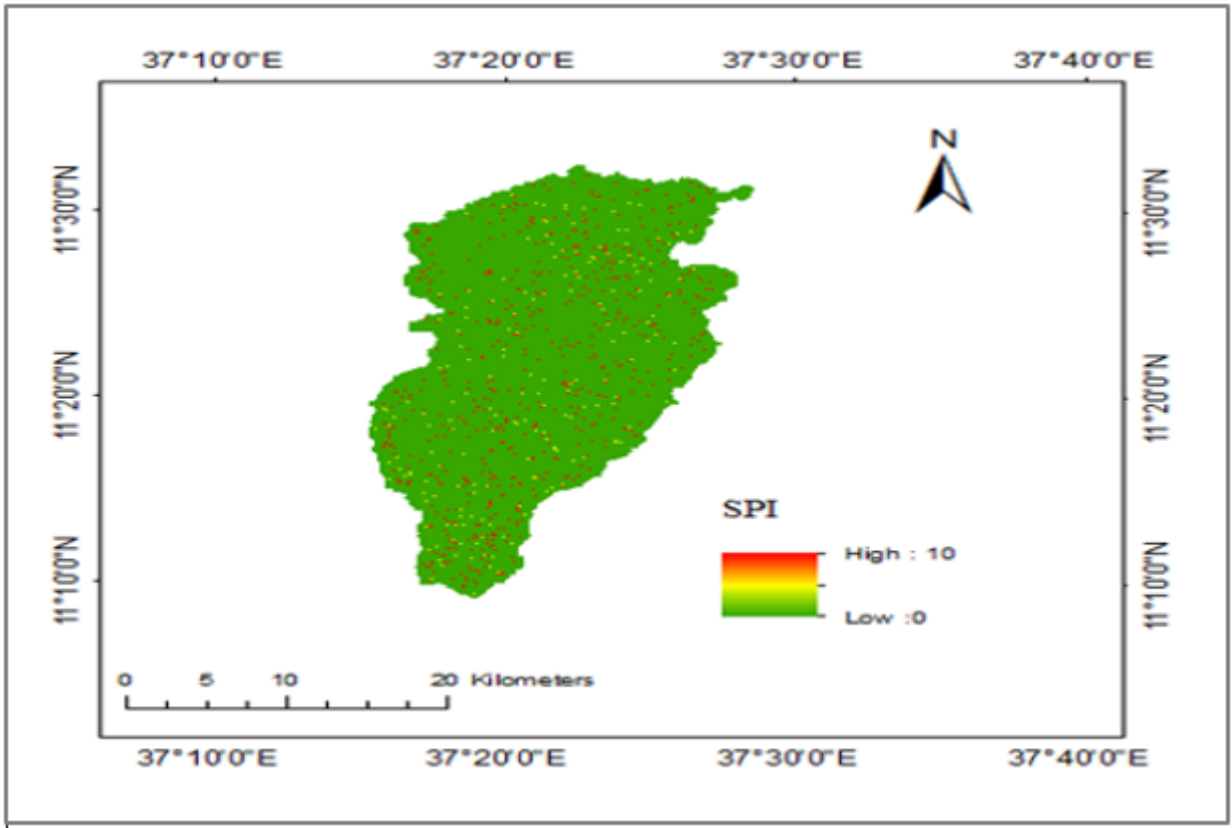 37°10'0"E 37°20'0"E 37°30'0"E 37°40'0"E
N
11°30'0"N 11°30'0"N
11°20'0"N 11°20'0"N
SPI
High : 10
11°10'0"N 11°10'0"N
Low :0
0 5 10 20 Kilometers
37°10'0"E 37°20'0"E 37°30'0"E 37°40'0"E